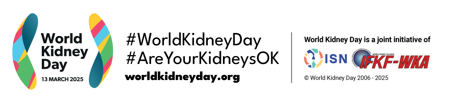 World
Kidney
Day
13 MARCH 2025
#WorldKidneyDay
#AreYourKidneysOK
worldkidneyday.org
World Kidney Day is a joint initiative of
ISN
IFKF-WKA
© World Kidney Day 2006 - 2025